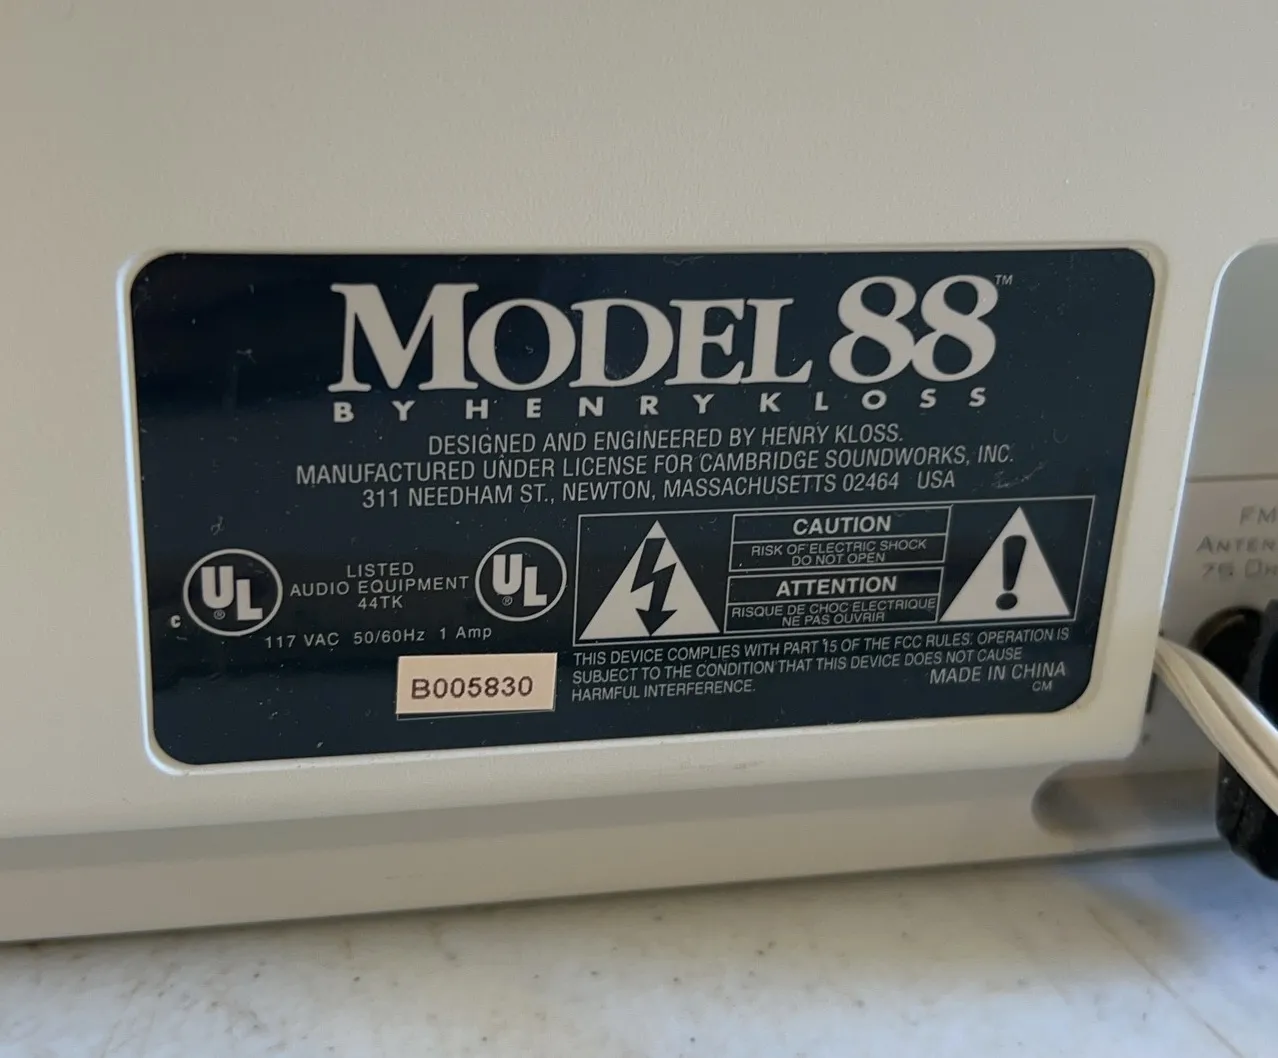 MODEL 88™
BY HENRY KLOSS
DESIGNED AND ENGINEERED BY HENRY KLOSS.
MANUFACTURED UNDER LICENSE FOR CAMBRIDGE SOUNDWORKS, INC.
311 NEEDHAM ST., NEWTON, MASSACHUSETTS 02464 USA
c UL ®
LISTED
AUDIO EQUIPMENT
44TK
UL ®
117 VAC 50/60Hz 1 Amp
B005830
CAUTION
RISK OF ELECTRIC SHOCK
DO NOT OPEN
ATTENTION
RISQUE DE CHOC ELECTRIQUE
NE PAS OUVRIR
THIS DEVICE COMPLIES WITH PART 15 OF THE FCC RULES. OPERATION IS
SUBJECT TO THE CONDITION THAT THIS DEVICE DOES NOT CAUSE
HARMFUL INTERFERENCE.
MADE IN CHINA
CM
FM
75